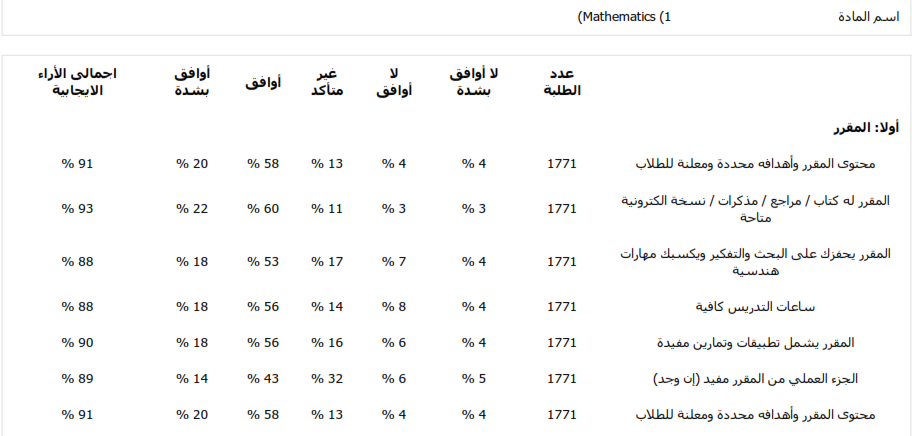 اسم المادة (Mathematics (1
عدد الطلبة لا أوافق بشدة لا أوافق غير متأكد أوافق أوافق بشدة اجمالى الأراء الايجابية
أولا: المقرر
محتوى المقرر وأهدافه محددة ومعلنة للطلاب 1771 4 % 4 % 13 % 58 % 20 % 91 %
المقرر له كتاب / مراجع / مذكرات / نسخة الكترونية متاحة 1771 3 % 3 % 11 % 60 % 22 % 93 %
المقرر يحفزك على البحث والتفكير ويكسبك مهارات هندسية 1771 4 % 7 % 17 % 53 % 18 % 88 %
ساعات التدريس كافية 1771 4 % 8 % 14 % 56 % 18 % 88 %
المقرر يشمل تطبيقات وتمارين مفيدة 1771 4 % 6 % 16 % 56 % 18 % 90 %
الجزء العملي من المقرر مفيد (إن وجد) 1771 5 % 6 % 32 % 43 % 14 % 89 %
محتوى المقرر وأهدافه محددة ومعلنة للطلاب 1771 4 % 4 % 13 % 58 % 20 % 91 %